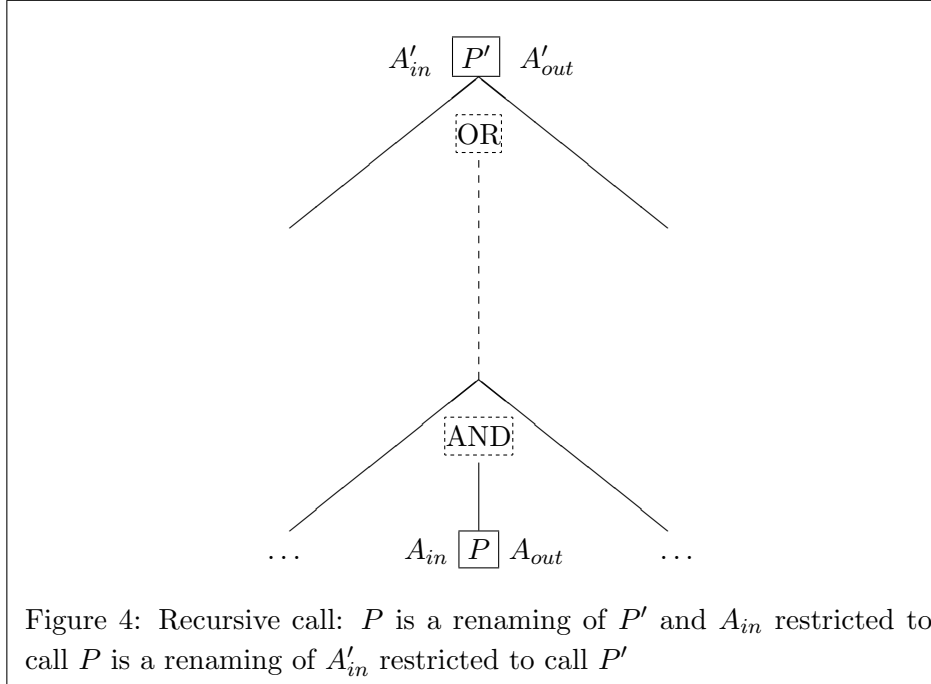 A′in P′ A′out
OR
AND
... Ain P Aout ...
Figure 4: Recursive call: P is a renaming of P′ and Ain restricted to
call P is a renaming of A′in restricted to call P′